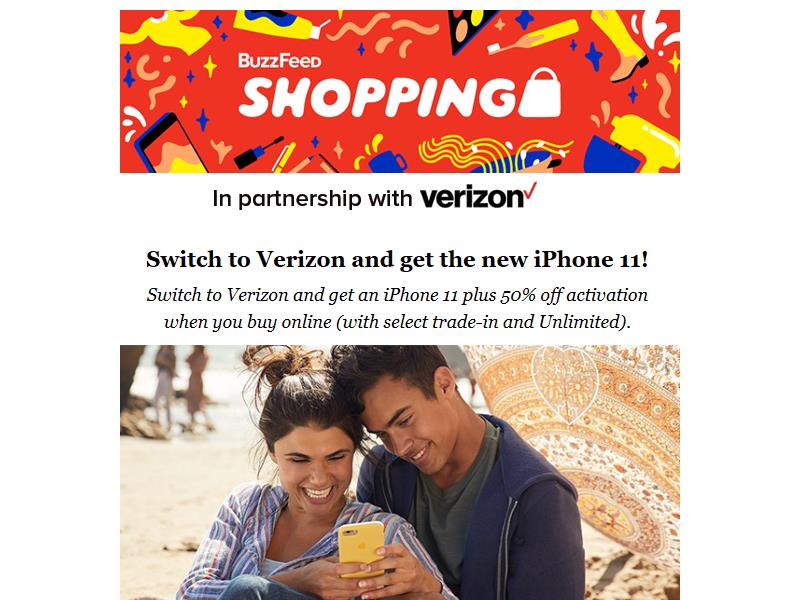 BuzzFeed
SHOPPING
In partnership with verizon✓
Switch to Verizon and get the new iPhone 11!
Switch to Verizon and get an iPhone 11 plus 50% off activation
when you buy online (with select trade-in and Unlimited).